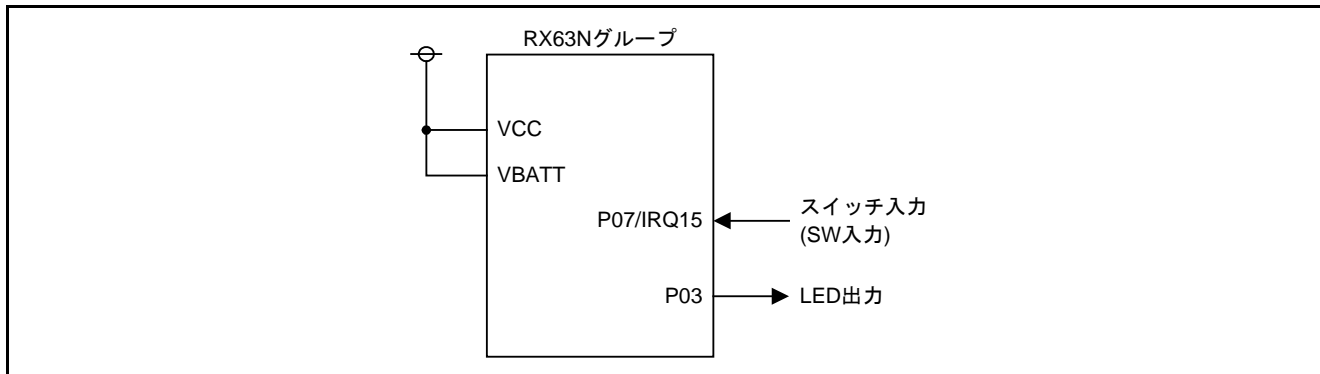 RX63Nグループ
VCC
VBATT
P07/IRQ15
スイッチ入力
(SW入力)
P03
LED出力